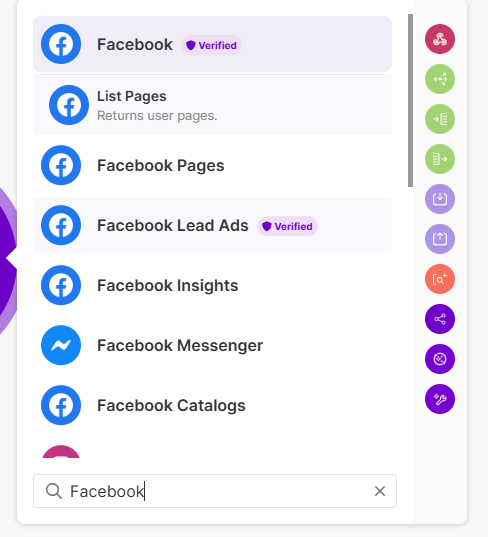 Facebook Verified
List Pages
Returns user pages.
Facebook Pages
Facebook Lead Ads Verified
Facebook Insights
Facebook Messenger
Facebook Catalogs
Facebook